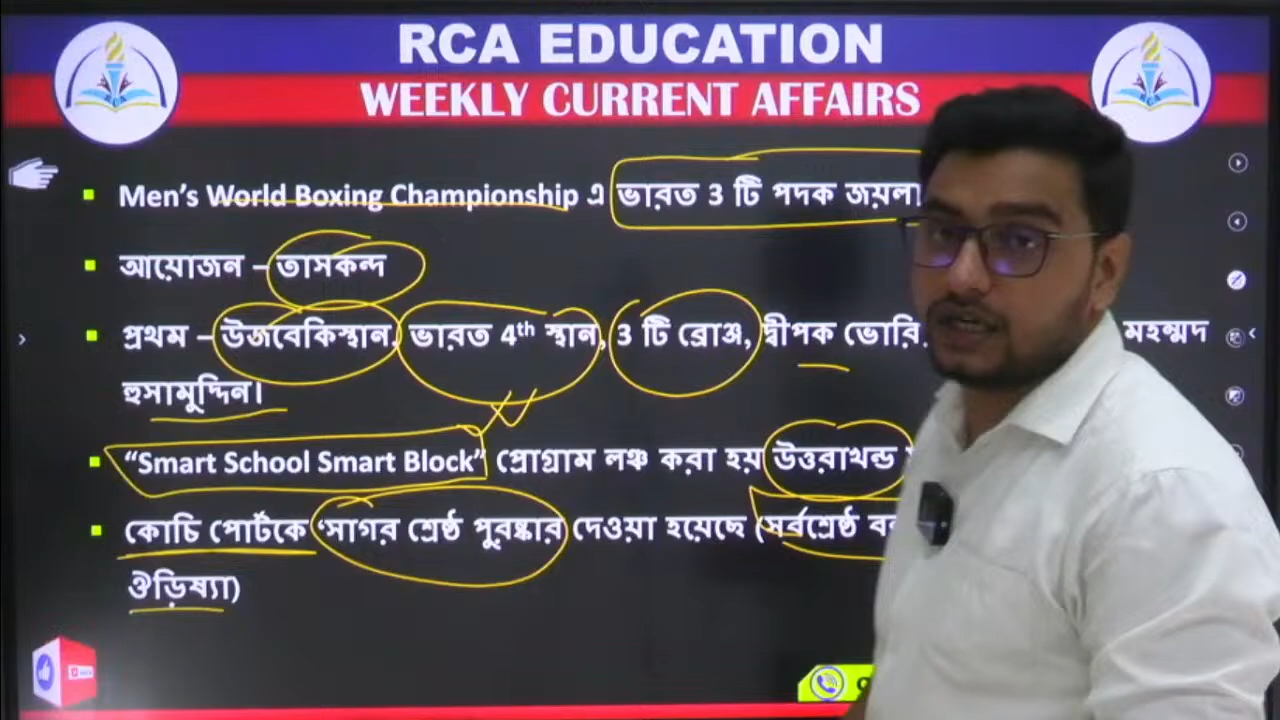 RCA EDUCATION
WEEKLY CURRENT AFFAIRS
Men's World Boxing Championship এ ভারত 3 টি পদক জয়লা
আয়োজন – তাসকন্দ
প্রথম – উজবেকিস্থান, ভারত 4th স্থান, 3 টি ব্রোঞ্জ, দ্বীপক ভোরি মহম্মদ
হুসামুদ্দিন।
"Smart School Smart Block" প্রোগ্রাম লঞ্চ করা হয় উত্তরাখন্ড
কোচি পোর্টকে 'সাগর শ্রেষ্ঠ পুরষ্কার দেওয়া হয়েছে (সর্বশ্রেষ্ঠ
ঔড়িষ্যা)